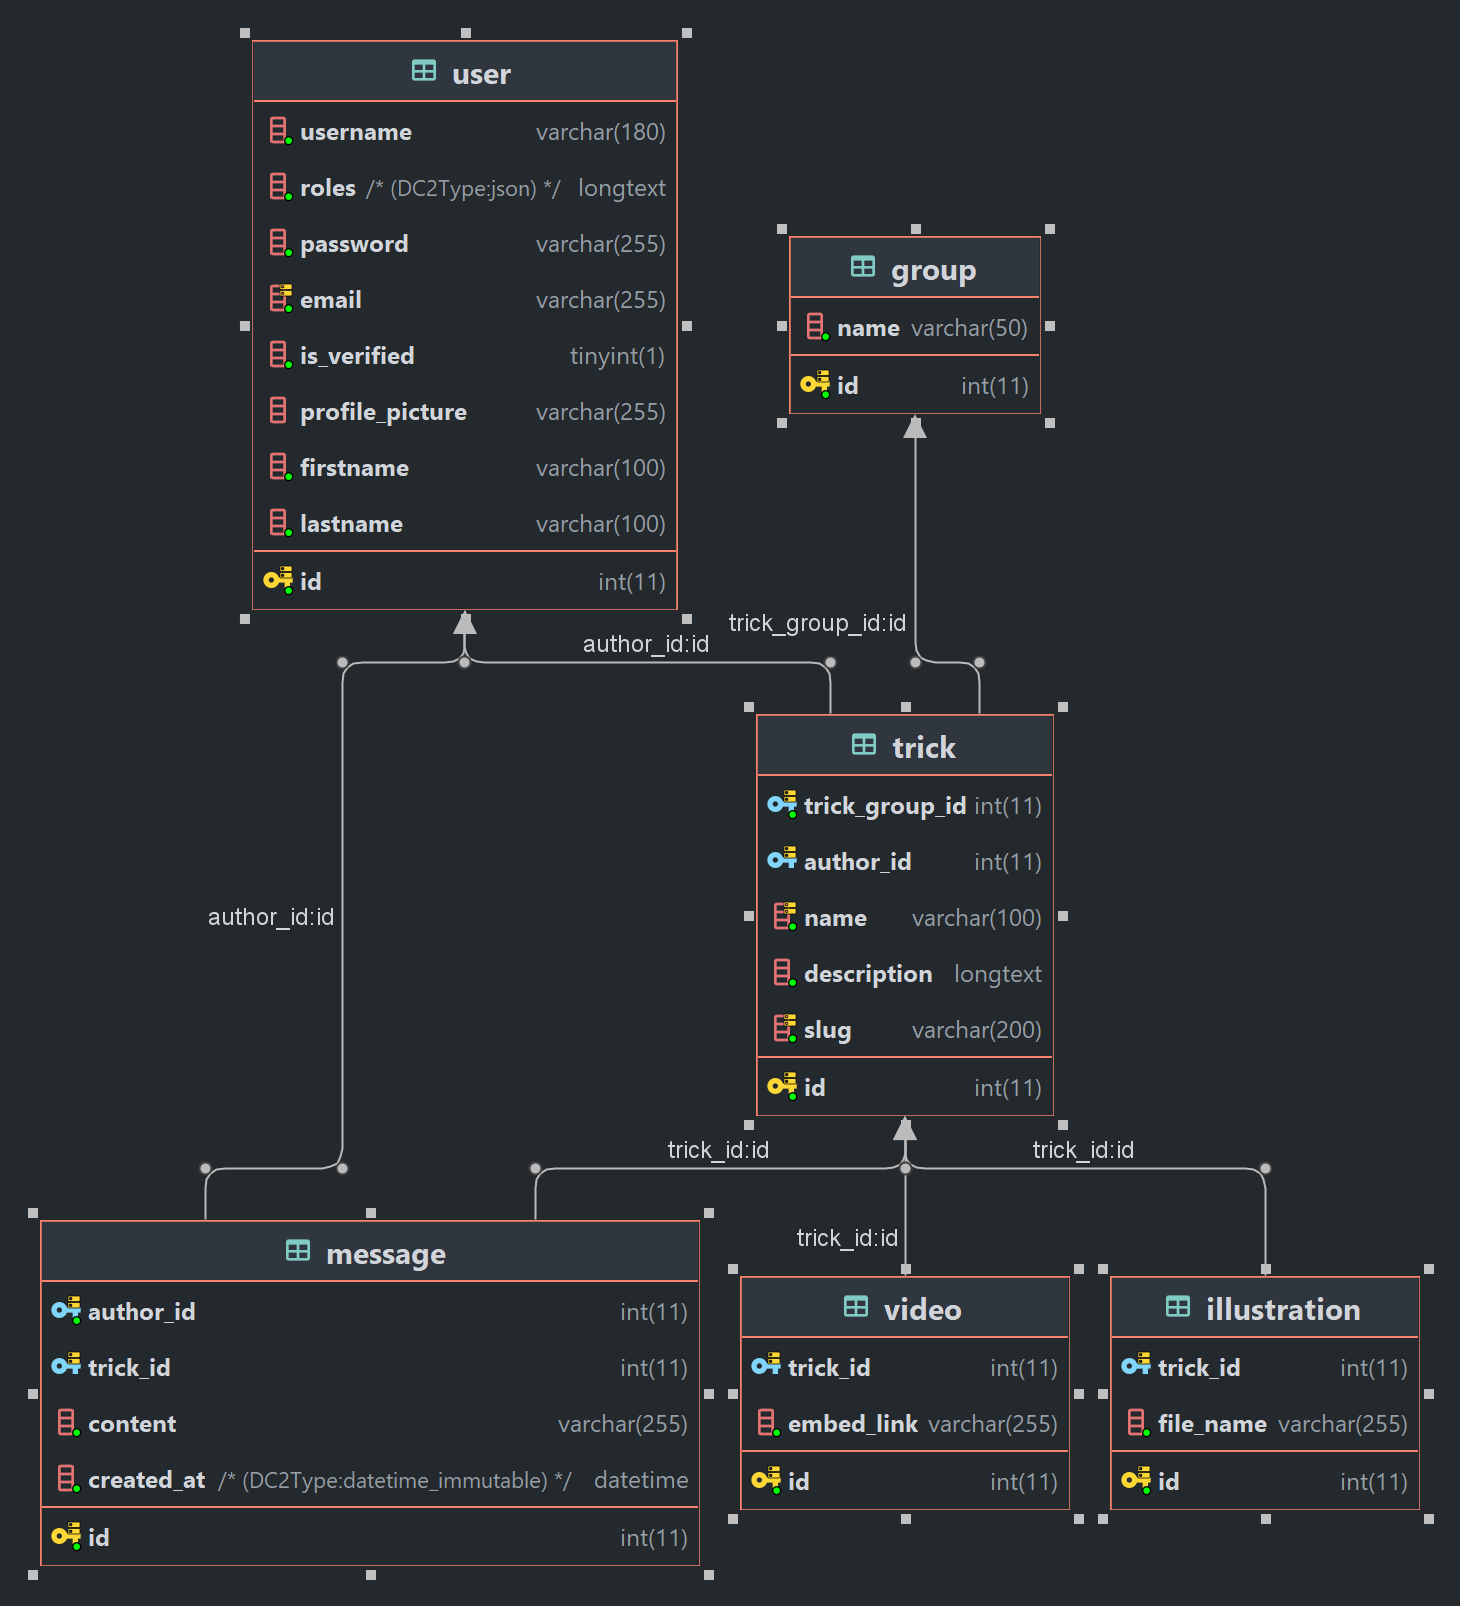 user
username varchar(180)
roles /* (DC2Type:json) */ longtext
password varchar(255)
email varchar(255)
is_verified tinyint(1)
profile_picture varchar(255)
firstname varchar(100)
lastname varchar(100)
id int(11)
group
name varchar(50)
id int(11)
trick_group_id:id
author_id:id
trick
trick_group_id int(11)
author_id int(11)
name varchar(100)
description longtext
slug varchar(200)
id int(11)
author_id:id
trick_id:id
trick_id:id
trick_id:id
message
author_id int(11)
trick_id int(11)
content varchar(255)
created_at /* (DC2Type:datetime_immutable) */ datetime
id int(11)
video
trick_id int(11)
embed_link varchar(255)
id int(11)
illustration
trick_id int(11)
file_name varchar(255)
id int(11)